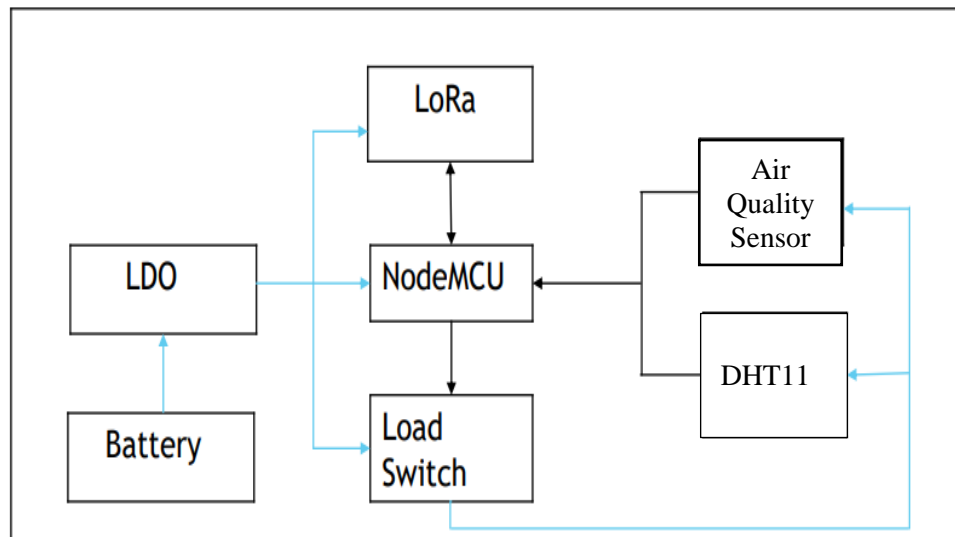 LoRa
Air
Quality
Sensor
LDO
NodeMCU
DHT11
Battery
Load
Switch